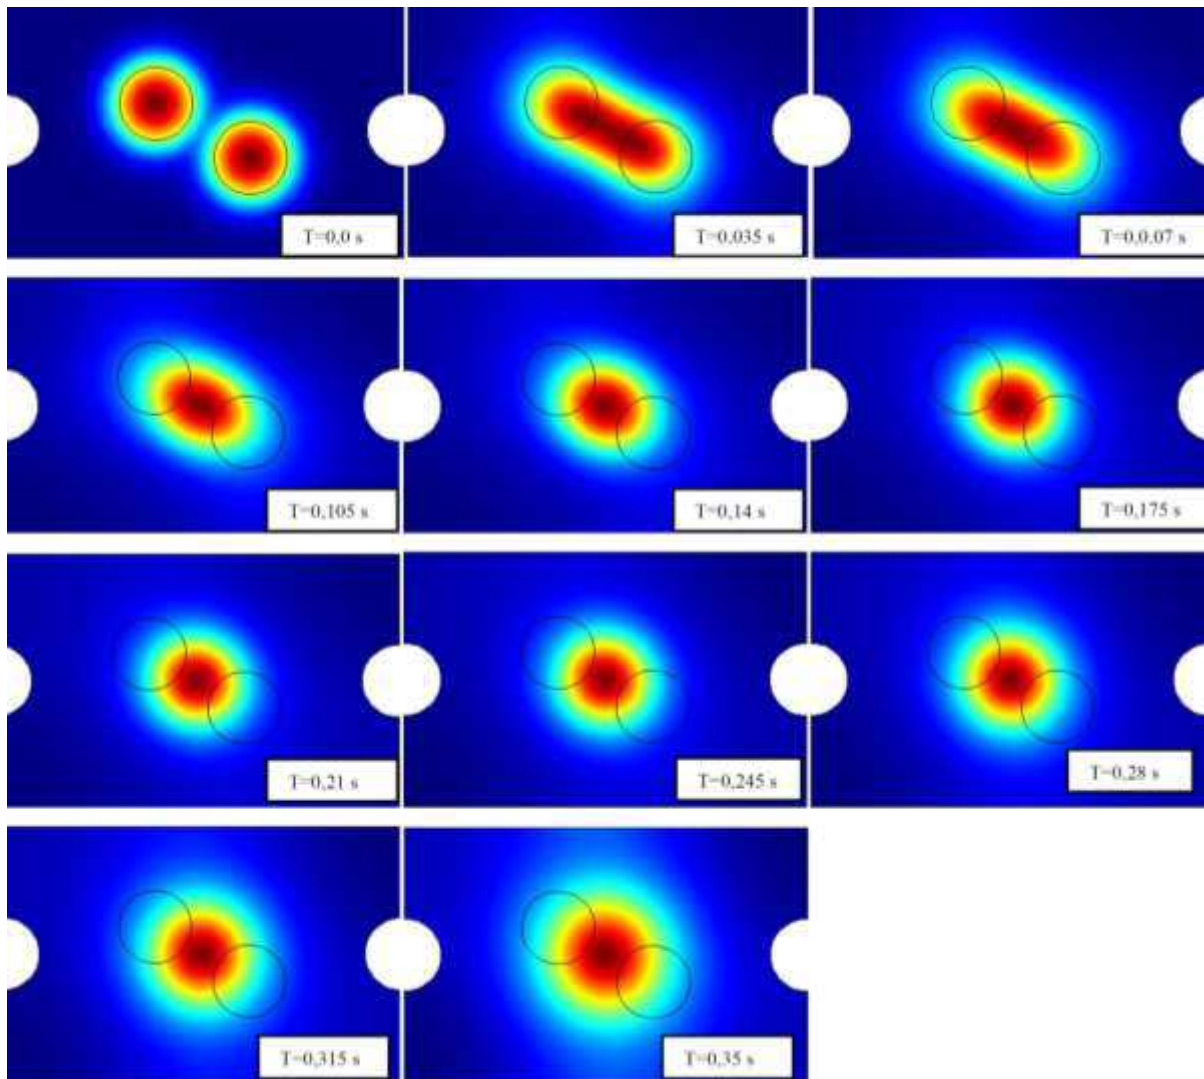 T=0,0 s
T=0,035 s
T=0,0.07 s
T=0,105 s
T=0,14 s
T=0,175 s
T=0,21 s
T=0,245 s
T=0,28 s
T=0,315 s
T=0,35 s